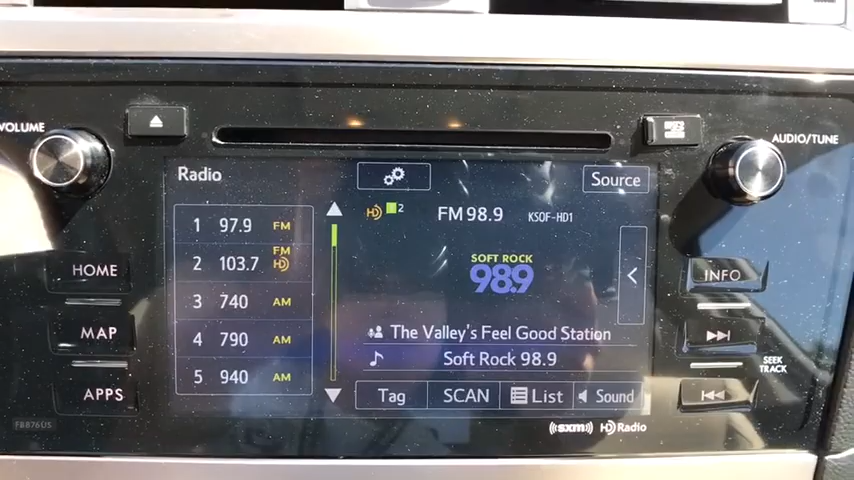 VOLUME
AUDIO/TUNE
Radio
Source
1 97.9 FM
2 103.7 FM HD
3 740 AM
4 790 AM
5 940 AM
HD 1 2
FM 98.9 KSOF-HD1
SOFT ROCK
98.9
<
The Valley's Feel Good Station
Soft Rock 98.9
Tag SCAN List Sound
HOME
MAP
APPS
INFO
SEEK
TRACK
FB876US
((sxm)) HD Radio